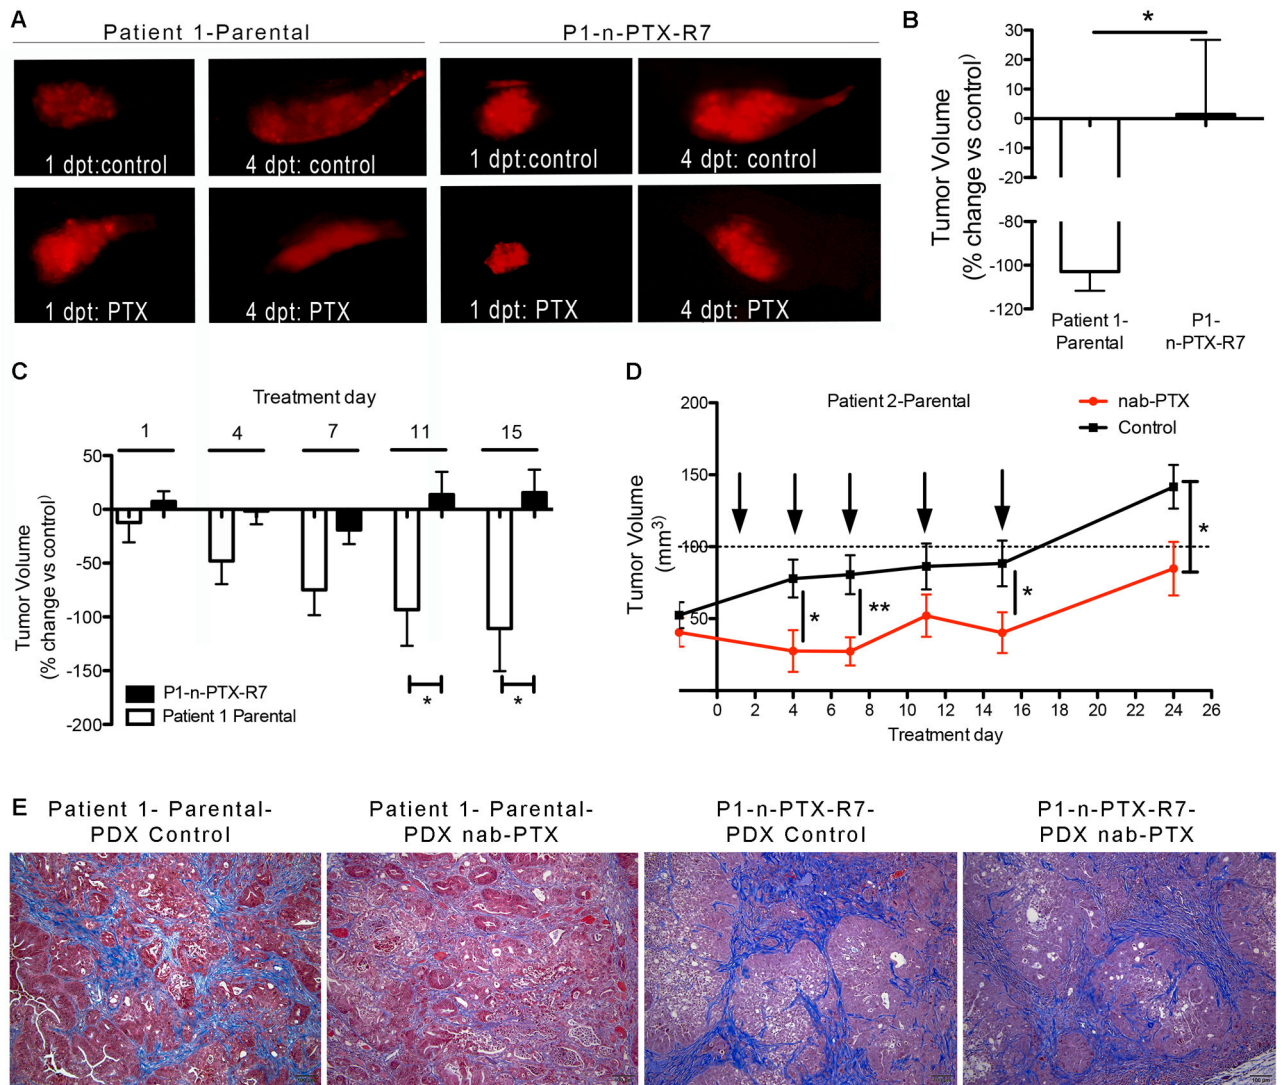 A
Patient 1-Parental
P1-n-PTX-R7
1 dpt:control
4 dpt: control
1 dpt:control
4 dpt: control
1 dpt: PTX
4 dpt: PTX
1 dpt: PTX
4 dpt: PTX
B
*
Tumor Volume
(% change vs control)
30
20
10
0
-10
-20
-80
-100
-120
Patient 1-
Parental
P1-
n-PTX-R7
C
Treatment day
1
4
7
11
15
Tumor Volume
(% change vs control)
50
0
-50
-100
-150
-200
P1-n-PTX-R7
Patient 1 Parental
*
*
D
Patient 2-Parental
nab-PTX
Control
Tumor Volume
(mm³)
200
150
100
50
*
**
*
*
0 2 4 6 8 10 12 14 16 18 20 22 24 26
Treatment day
E
Patient 1- Parental-
PDX Control
Patient 1- Parental-
PDX nab-PTX
P1-n-PTX-R7-
PDX Control
P1-n-PTX-R7-
PDX nab-PTX
100 µm